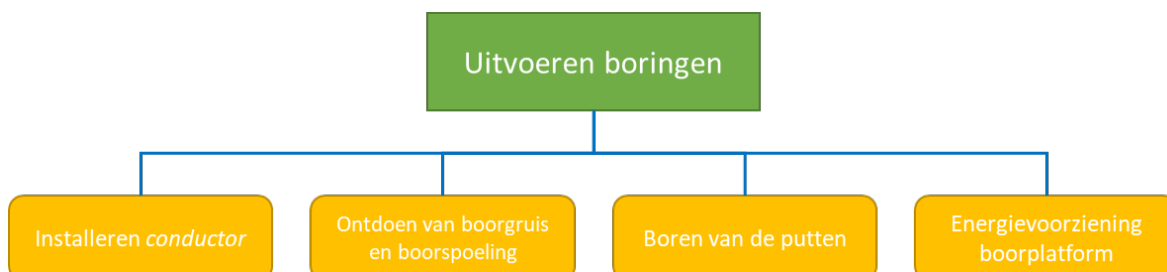 Uitvoeren boringen
Installeren conductor
Ontdoen van boorgruis
en boorspoeling
Boren van de putten
Energievoorziening
boorplatform